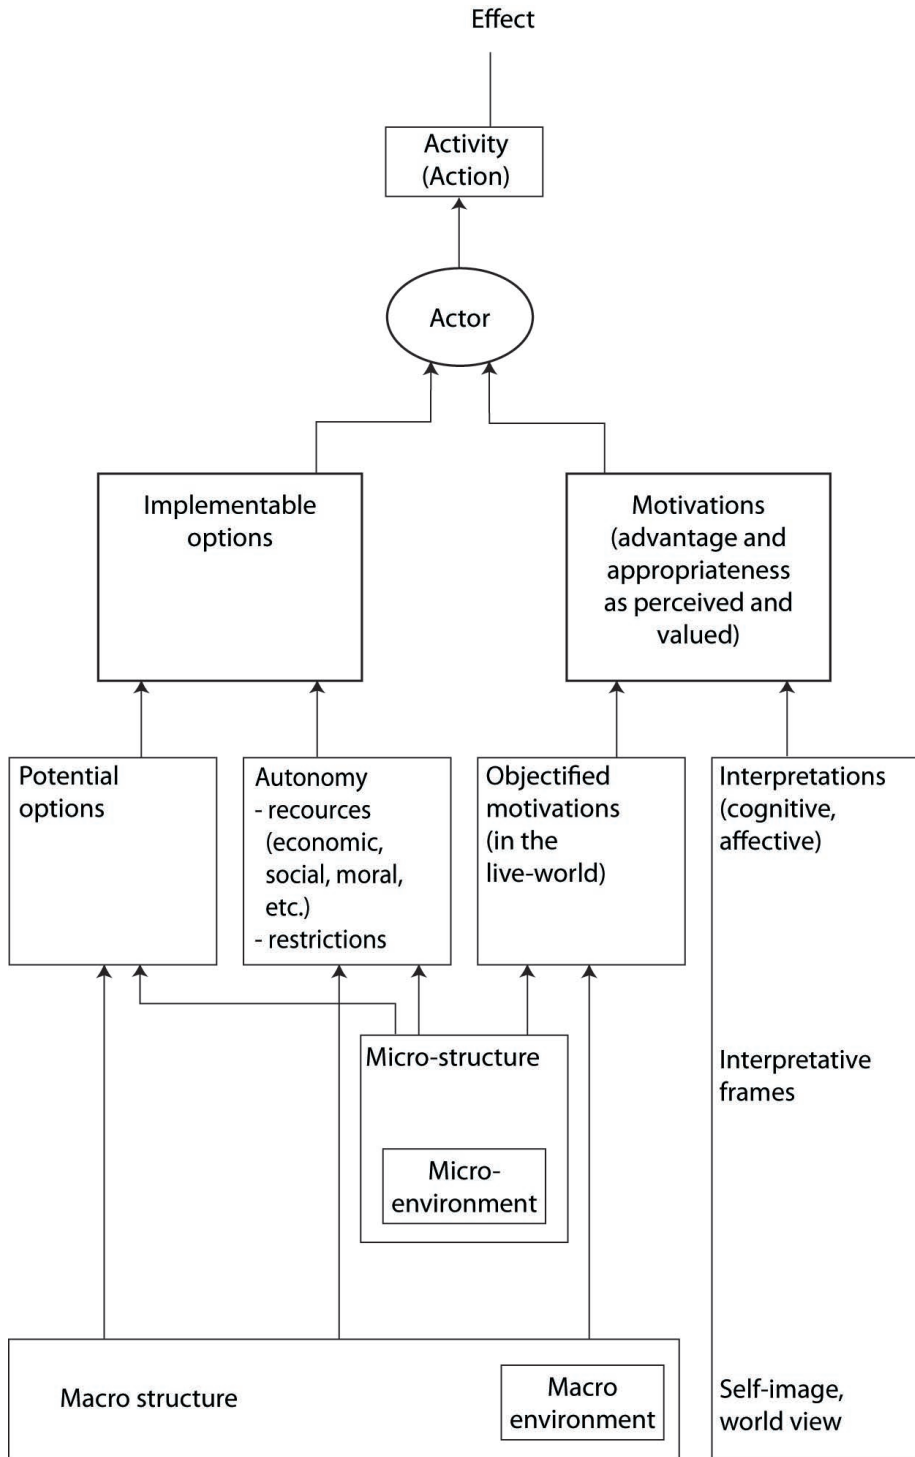 Effect
Activity
(Action)
Actor
Implementable
options
Motivations
(advantage and
appropriateness
as perceived and
valued)
Potential
options
Autonomy
- recources
(economic,
social, moral,
etc.)
- restrictions
Objectified
motivations
(in the
live-world)
Interpretations
(cognitive,
affective)
Micro-structure
Micro-
environment
Interpretative
frames
Macro structure
Macro
environment
Self-image,
world view